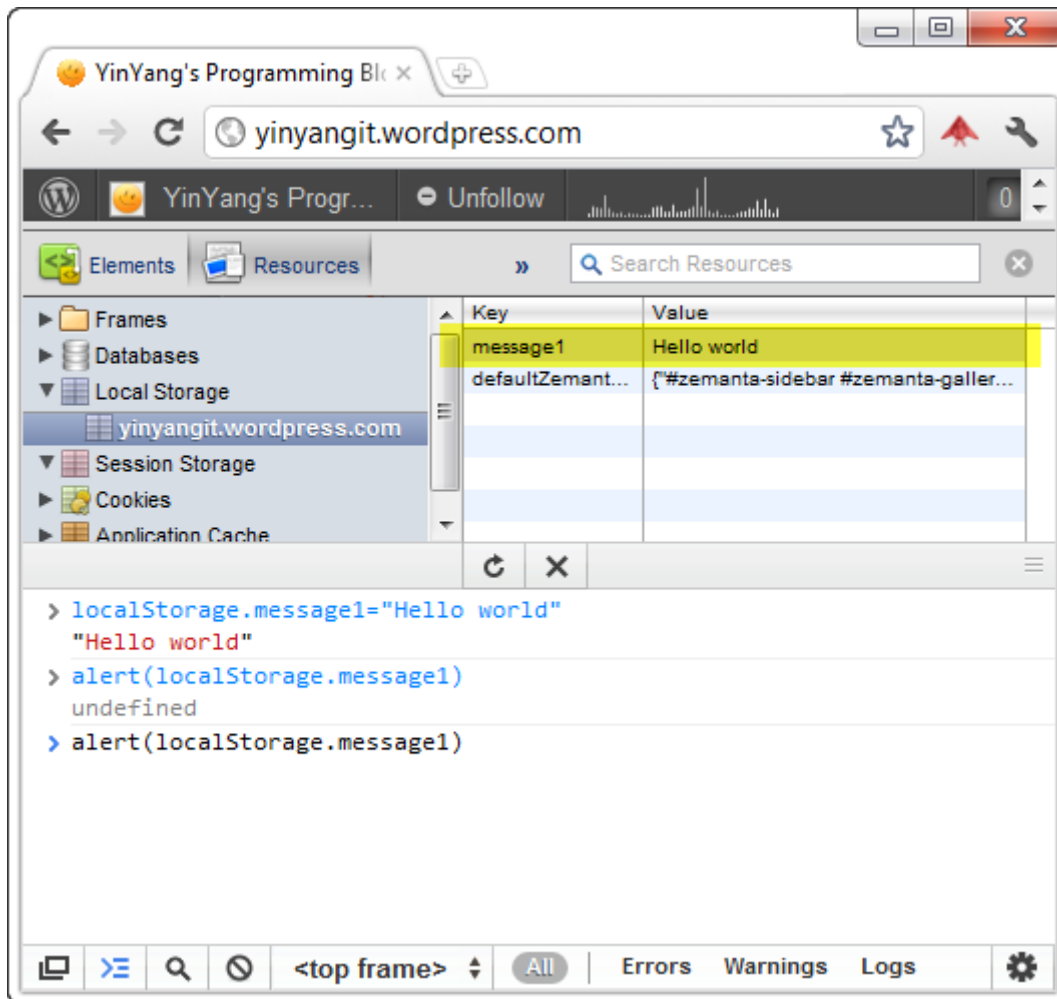 YinYang's Programming Blo
yinyangit.wordpress.com
YinYang's Progr... Unfollow 0
Elements Resources » Search Resources
Frames
Databases
Local Storage
yinyangit.wordpress.com
Session Storage
Cookies
Application Cache
Key Value
message1 Hello world
defaultZemant... {"#zemanta-sidebar #zemanta-galler...
> localStorage.message1="Hello world"
"Hello world"
> alert(localStorage.message1)
undefined
> alert(localStorage.message1)
<top frame> All Errors Warnings Logs